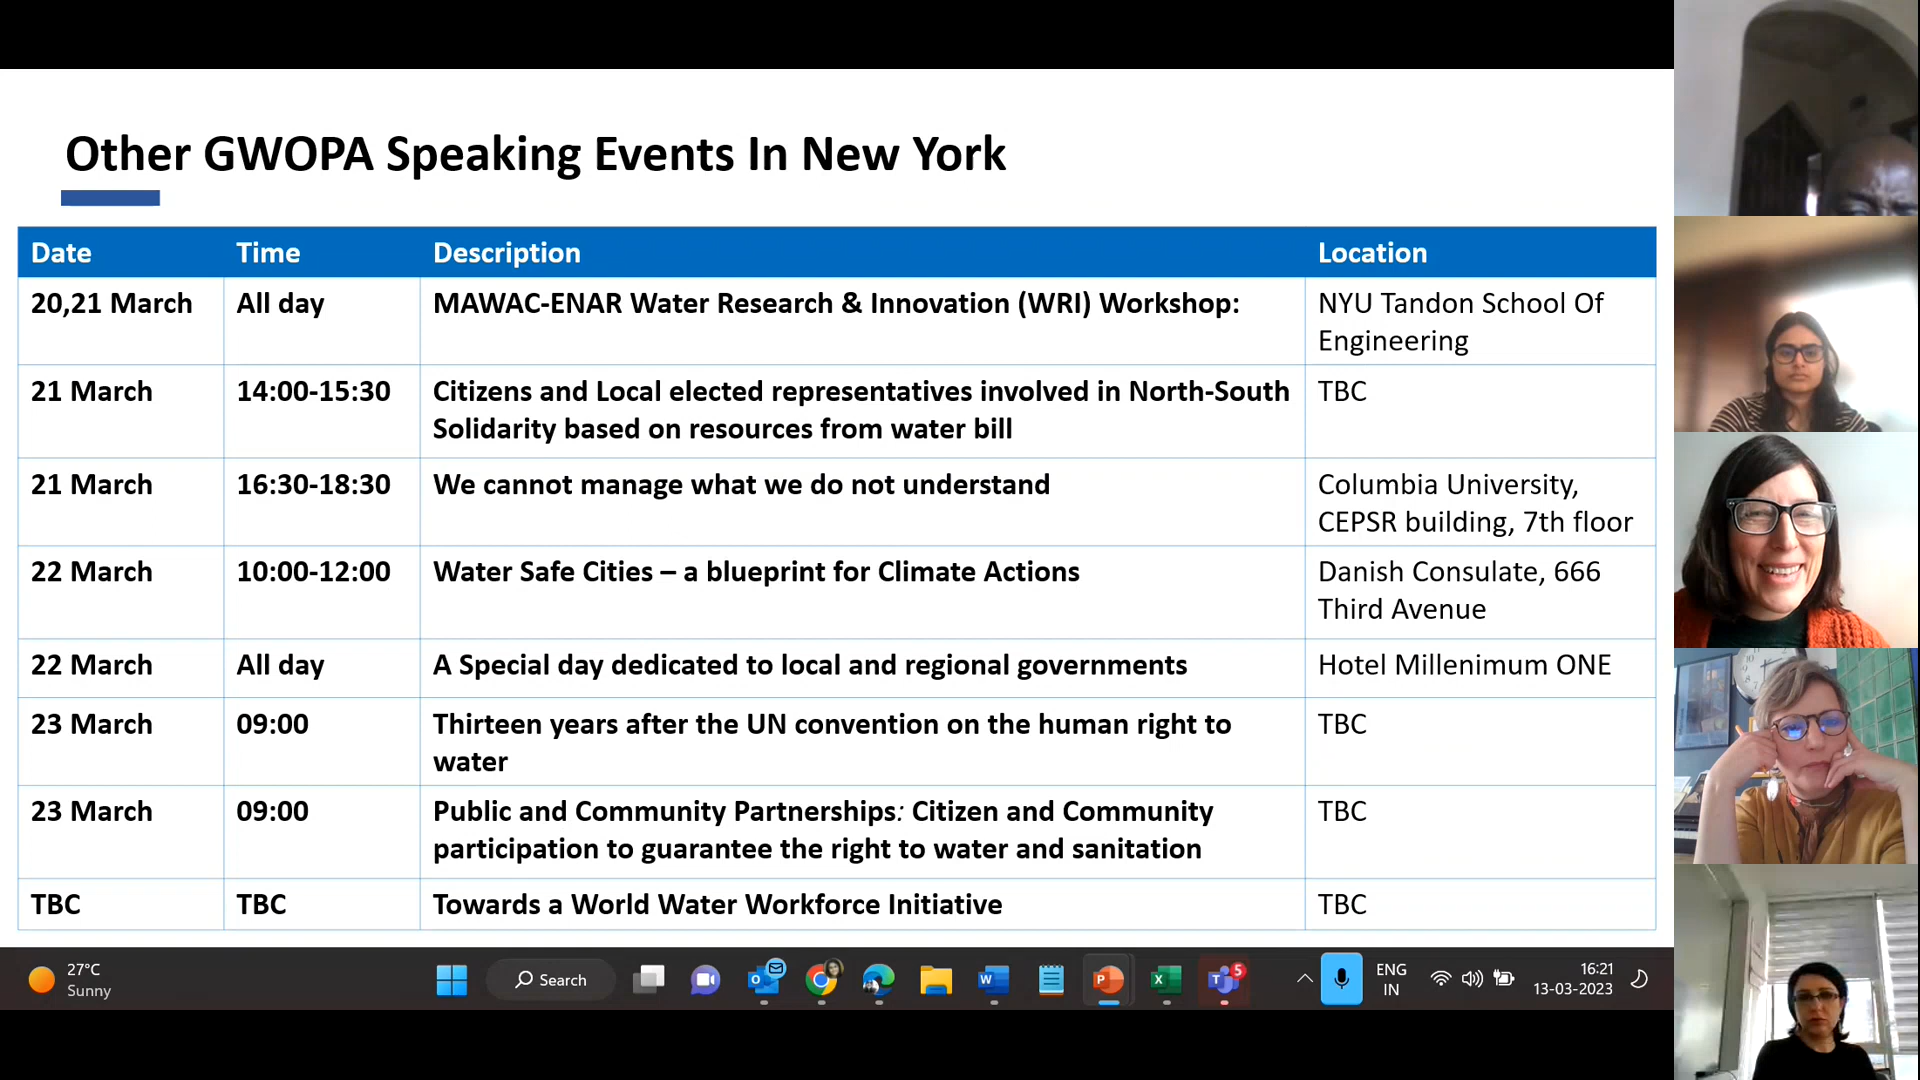 Other GWOPA Speaking Events In New York
Date Time Description Location
20,21 March All day MAWAC-ENAR Water Research & Innovation (WRI) Workshop: NYU Tandon School Of
Engineering
21 March 14:00-15:30 Citizens and Local elected representatives involved in North-South TBC
Solidarity based on resources from water bill
21 March 16:30-18:30 We cannot manage what we do not understand Columbia University,
CEPSR building, 7th floor
22 March 10:00-12:00 Water Safe Cities – a blueprint for Climate Actions Danish Consulate, 666
Third Avenue
22 March All day A Special day dedicated to local and regional governments Hotel Millenimum ONE
23 March 09:00 Thirteen years after the UN convention on the human right to TBC
water
23 March 09:00 Public and Community Partnerships: Citizen and Community TBC
participation to guarantee the right to water and sanitation
TBC TBC Towards a World Water Workforce Initiative TBC
27°C
Sunny
Search
5
ENG
IN
16:21
13-03-2023